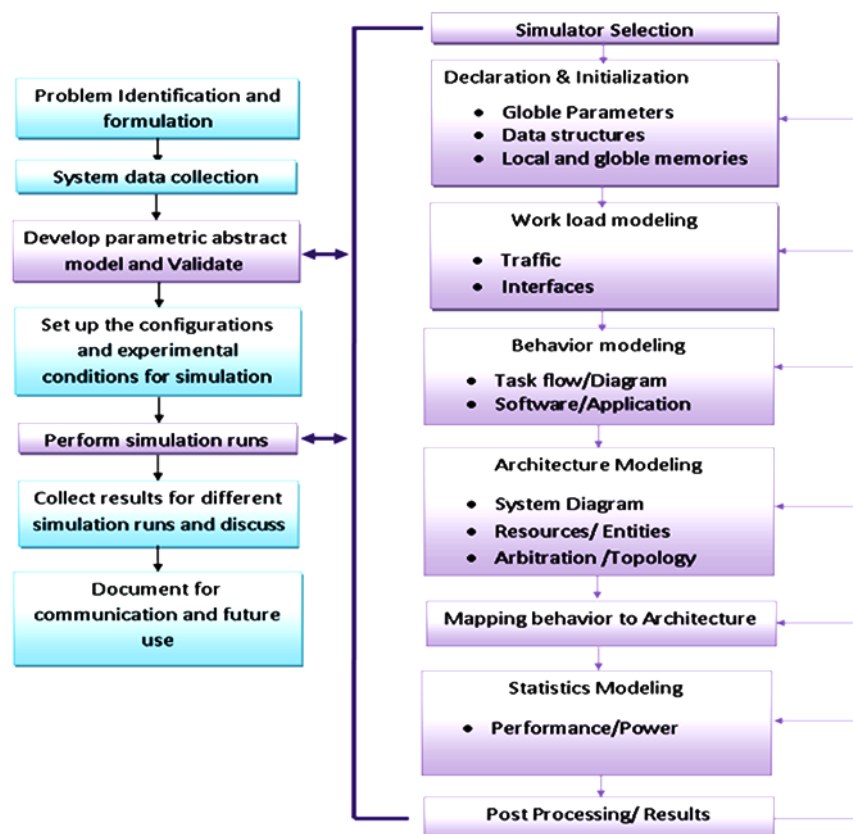 Problem Identification and
formulation
System data collection
Develop parametric abstract
model and Validate
Set up the configurations
and experimental
conditions for simulation
Perform simulation runs
Collect results for different
simulation runs and discuss
Document for
communication and future
use
Simulator Selection
Declaration & Initialization
• Globle Parameters
• Data structures
• Local and globle memories
Work load modeling
• Traffic
• Interfaces
Behavior modeling
• Task flow/Diagram
• Software/Application
Architecture Modeling
• System Diagram
• Resources/ Entities
• Arbitration /Topology
Mapping behavior to Architecture
Statistics Modeling
• Performance/Power
Post Processing/ Results